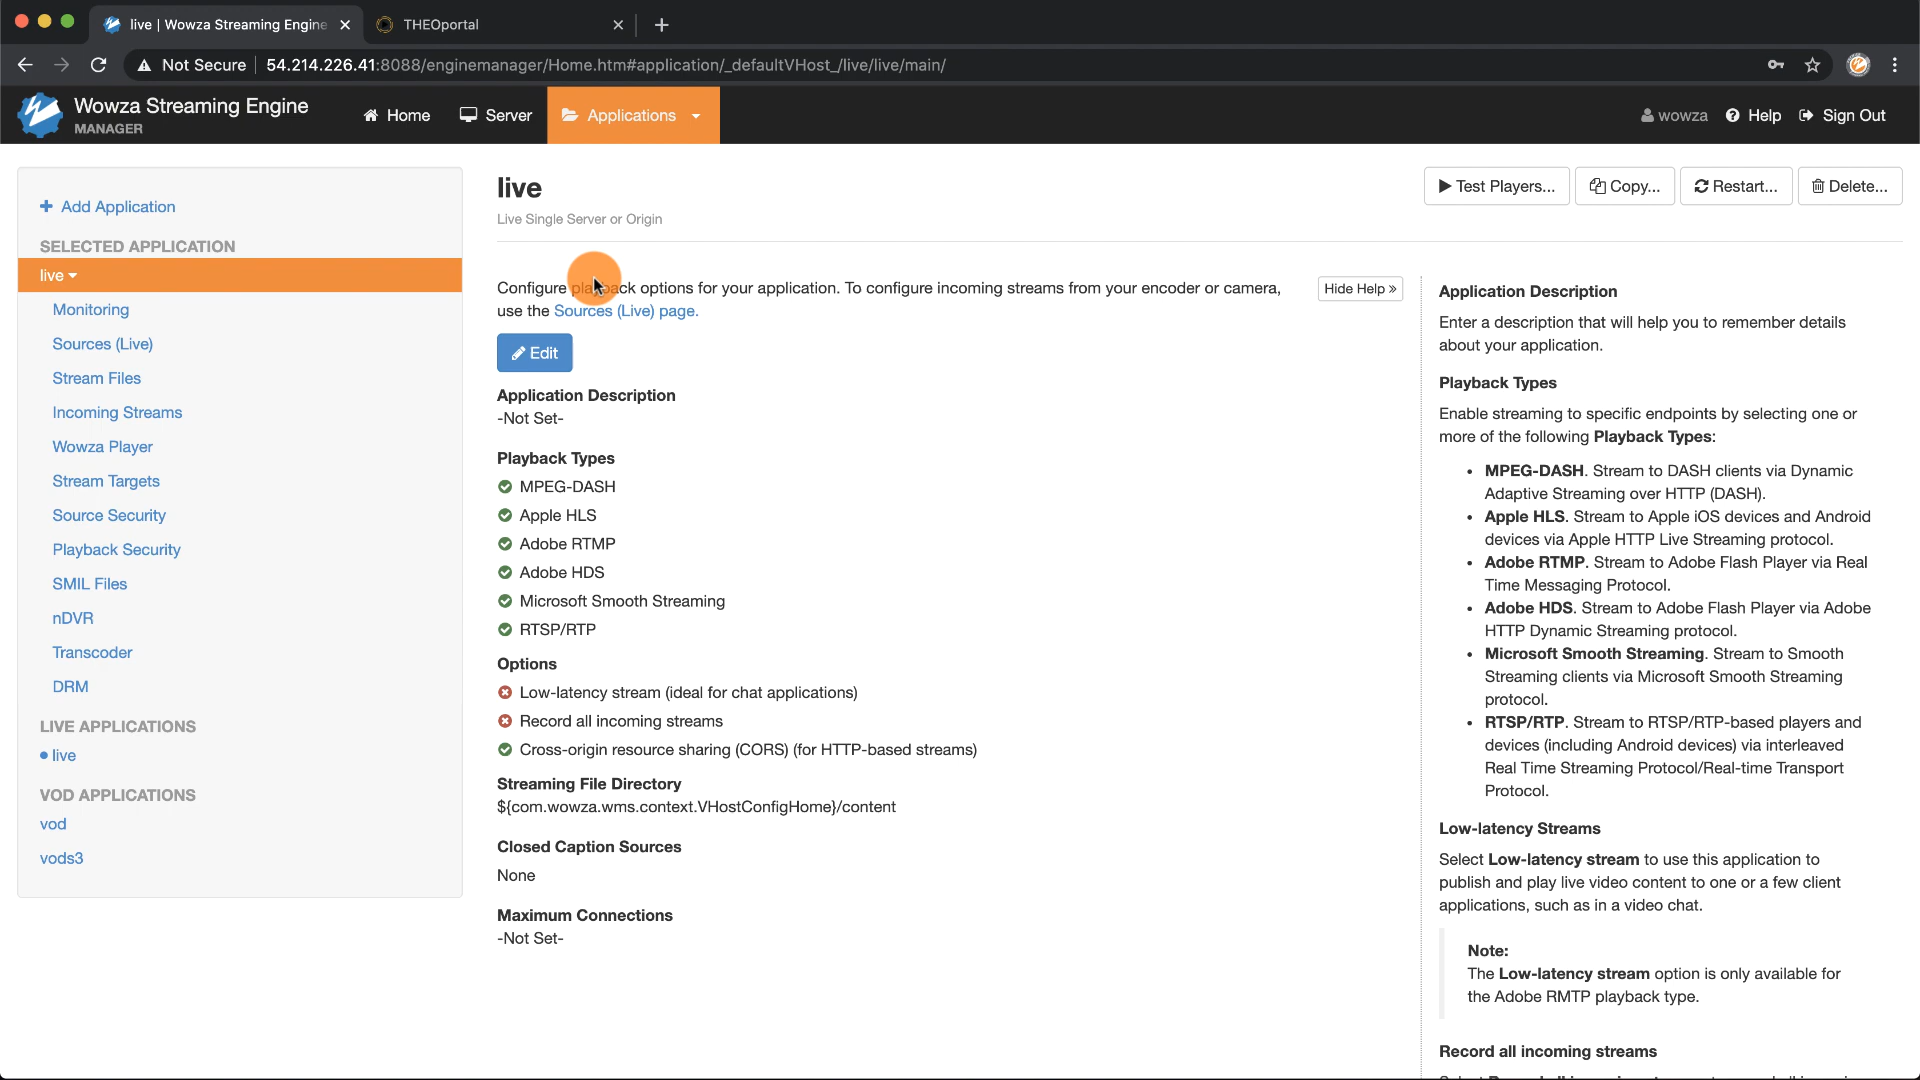 live | Wowza Streaming Engine
THEOportal
Not Secure
54.214.226.41:8088/enginemanager/Home.htm#application/_defaultVHost_/live/live/main/
Wowza Streaming Engine
MANAGER
Home
Server
Applications
wowza
Help
Sign Out
+ Add Application
SELECTED APPLICATION
live
Monitoring
Sources (Live)
Stream Files
Incoming Streams
Wowza Player
Stream Targets
Source Security
Playback Security
SMIL Files
nDVR
Transcoder
DRM
LIVE APPLICATIONS
• live
VOD APPLICATIONS
vod
vods3
live
Live Single Server or Origin
Test Players...
Copy...
Restart...
Delete...
Configure playback options for your application. To configure incoming streams from your encoder or camera,
use the Sources (Live) page.
Hide Help »
Edit
Application Description
-Not Set-
Playback Types
MPEG-DASH
Apple HLS
Adobe RTMP
Adobe HDS
Microsoft Smooth Streaming
RTSP/RTP
Options
Low-latency stream (ideal for chat applications)
Record all incoming streams
Cross-origin resource sharing (CORS) (for HTTP-based streams)
Streaming File Directory
${com.wowza.wms.context.VHostConfigHome}/content
Closed Caption Sources
None
Maximum Connections
-Not Set-
Application Description
Enter a description that will help you to remember details
about your application.
Playback Types
Enable streaming to specific endpoints by selecting one or
more of the following Playback Types:
• MPEG-DASH. Stream to DASH clients via Dynamic
Adaptive Streaming over HTTP (DASH).
• Apple HLS. Stream to Apple iOS devices and Android
devices via Apple HTTP Live Streaming protocol.
• Adobe RTMP. Stream to Adobe Flash Player via Real
Time Messaging Protocol.
• Adobe HDS. Stream to Adobe Flash Player via Adobe
HTTP Dynamic Streaming protocol.
• Microsoft Smooth Streaming. Stream to Smooth
Streaming clients via Microsoft Smooth Streaming
protocol.
• RTSP/RTP. Stream to RTSP/RTP-based players and
devices (including Android devices) via interleaved
Real Time Streaming Protocol/Real-time Transport
Protocol.
Low-latency Streams
Select Low-latency stream to use this application to
publish and play live video content to one or a few client
applications, such as in a video chat.
Note:
The Low-latency stream option is only available for
the Adobe RMTP playback type.
Record all incoming streams